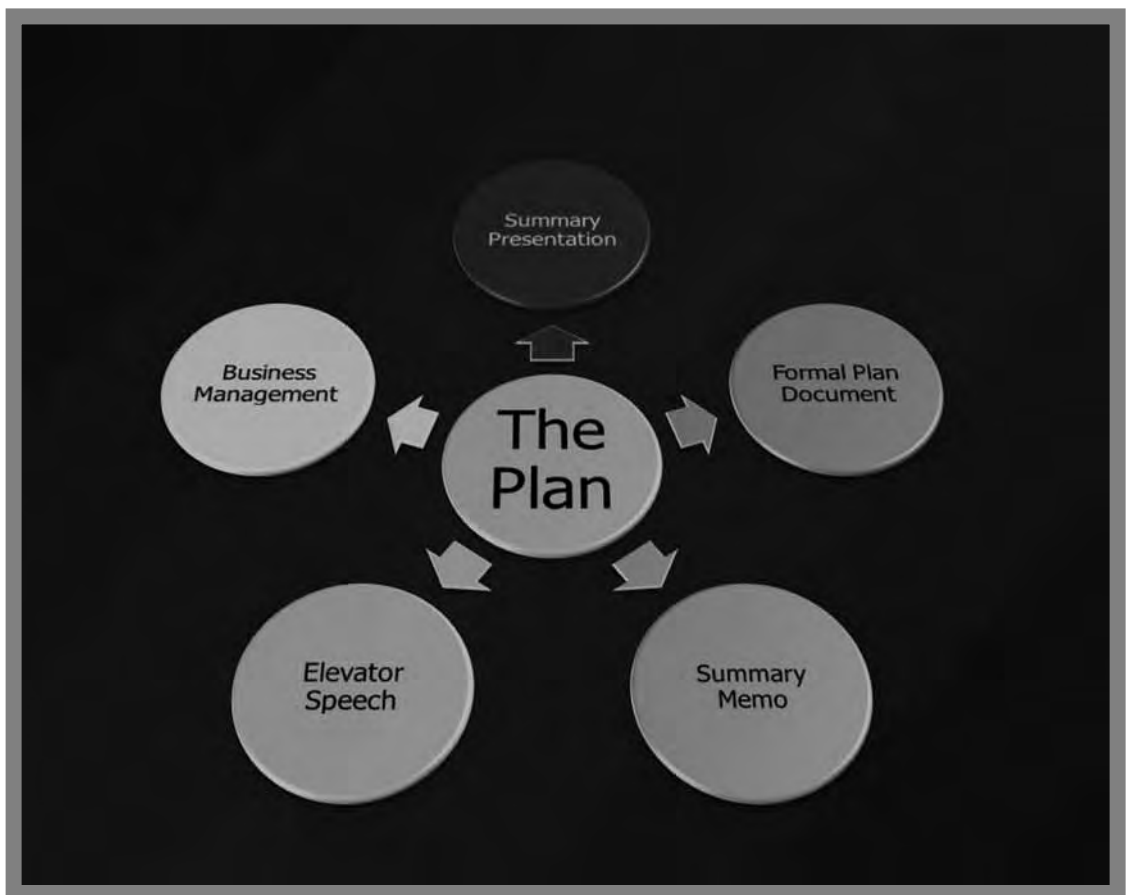 Summary
Presentation
Business
Management
Formal Plan
Document
The
Plan
Elevator
Speech
Summary
Memo